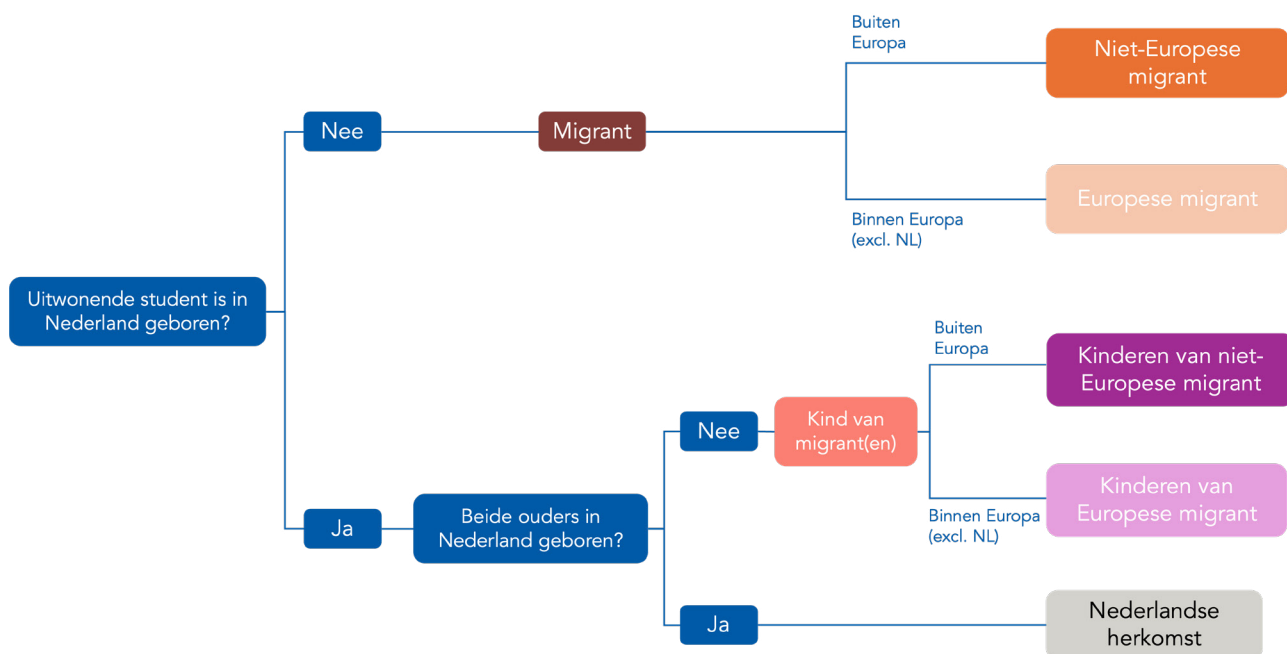 Buiten
Europa
Niet-Europese
migrant
Nee
Migrant
Europese migrant
Binnen Europa
(excl. NL)
Uitwonende student is in
Nederland geboren?
Buiten
Europa
Kinderen van niet-
Europese migrant
Nee
Kind van
migrant(en)
Kinderen van
Europese migrant
Binnen Europa
(excl. NL)
Ja
Beide ouders in
Nederland geboren?
Ja
Nederlandse
herkomst